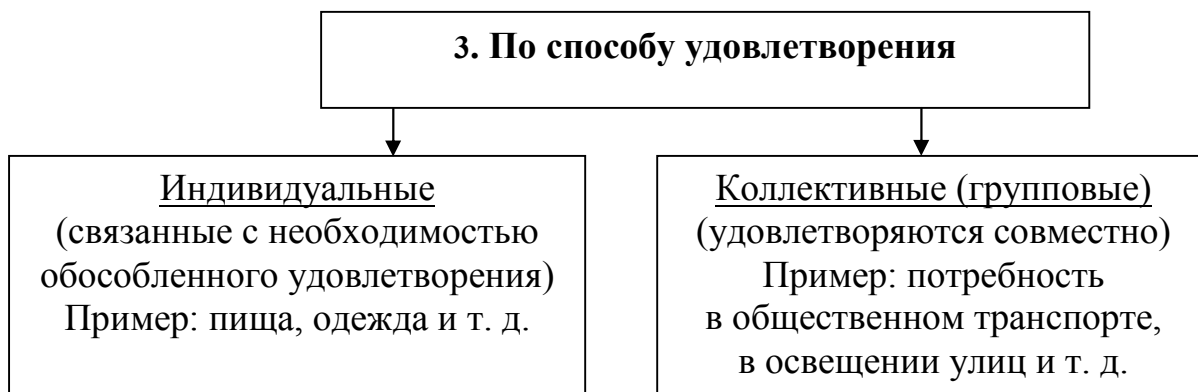 3. По способу удовлетворения
Индивидуальные
(связанные с необходимостью
обособленного удовлетворения)
Пример: пища, одежда и т. д.
Коллективные (групповые)
(удовлетворяются совместно)
Пример: потребность
в общественном транспорте,
в освещении улиц и т. д.